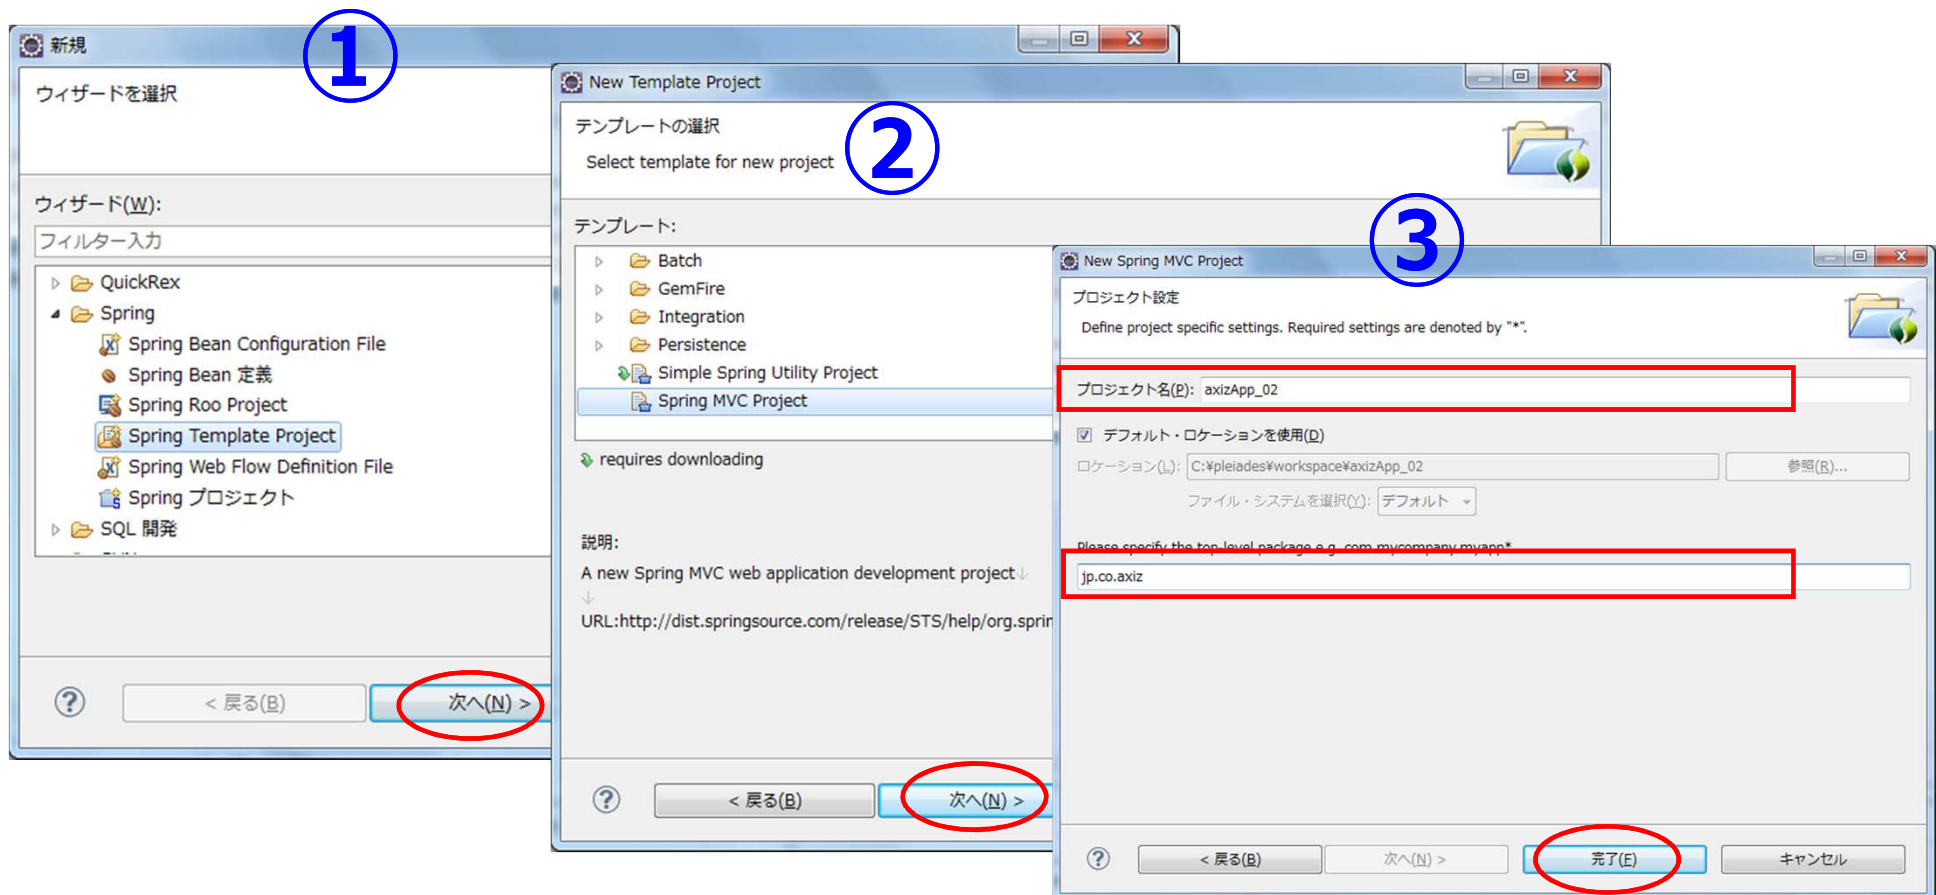 ①
新規
ウィザードを選択
ウィザード(W):
フィルター入力
QuickRex
Spring
Spring Bean Configuration File
Spring Bean 定義
Spring Roo Project
Spring Template Project
Spring Web Flow Definition File
Spring プロジェクト
SQL 開発
< 戻る(B)
次へ(N) >
②
New Template Project
テンプレートの選択
Select template for new project
テンプレート:
Batch
GemFire
Integration
Persistence
Simple Spring Utility Project
Spring MVC Project
requires downloading
説明:
A new Spring MVC web application development project↓
↓
URL:http://dist.springsource.com/release/STS/help/org.sprin
< 戻る(B)
次へ(N) >
③
New Spring MVC Project
プロジェクト設定
Define project specific settings. Required settings are denoted by "*".
プロジェクト名(P): axizApp_02
デフォルト・ロケーションを使用(D)
ロケーション(L): C:¥pleiades¥workspace¥axizApp_02 参照(R)...
ファイル・システムを選択(Y): デフォルト
Please specify the top-level package e.g. com.mycompany.myapp*
jp.co.axiz
< 戻る(B)
次へ(N) >
完了(F)
キャンセル